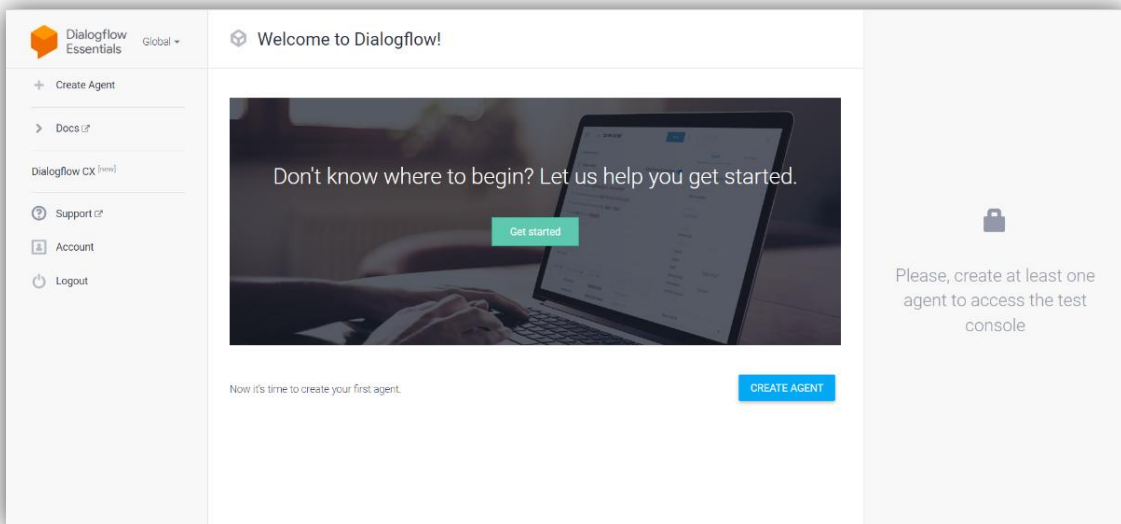 Dialogflow
Essentials
Global
Create Agent
Docs
Dialogflow CX [new]
Support
Account
Logout
Welcome to Dialogflow!
Don't know where to begin? Let us help you get started.
Get started
Now it's time to create your first agent.
CREATE AGENT
Please, create at least one
agent to access the test
console